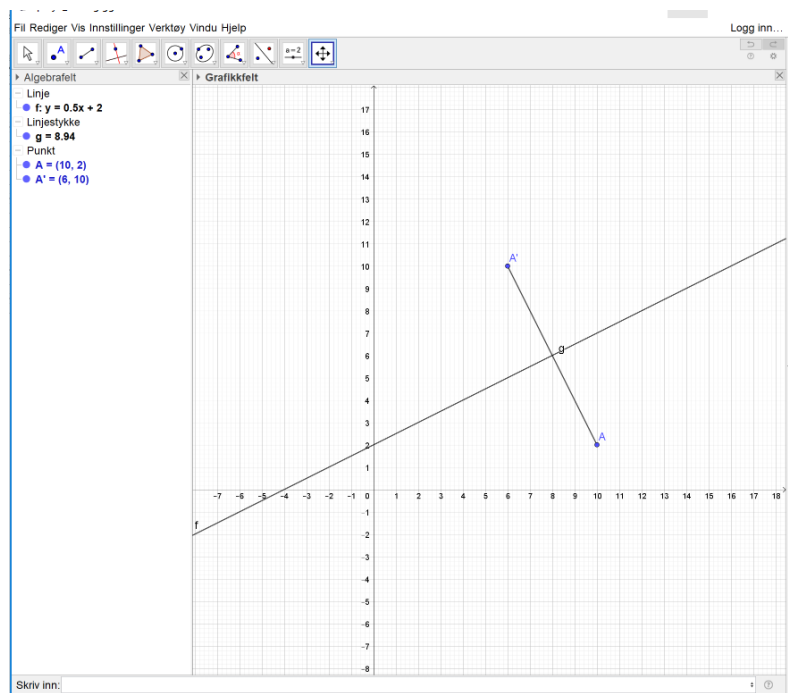 Fil Rediger Vis Innstillinger Verktøy Vindu Hjelp
Logg inn...
A
a=2
Algebrafelt
Linje
f: y = 0.5x + 2
Linjestykke
g = 8.94
Punkt
A = (10, 2)
A' = (6, 10)
Grafikkfelt
17
16
15
14
13
12
11
10
9
8
7
6
5
4
3
2
1
-7 -6 -5 -4 -3 -2 -1 0 1 2 3 4 5 6 7 8 9 10 11 12 13 14 15 16 17 18
-1
-2
-3
-4
-5
-6
-7
-8
A'
g
A
f
Skriv inn: